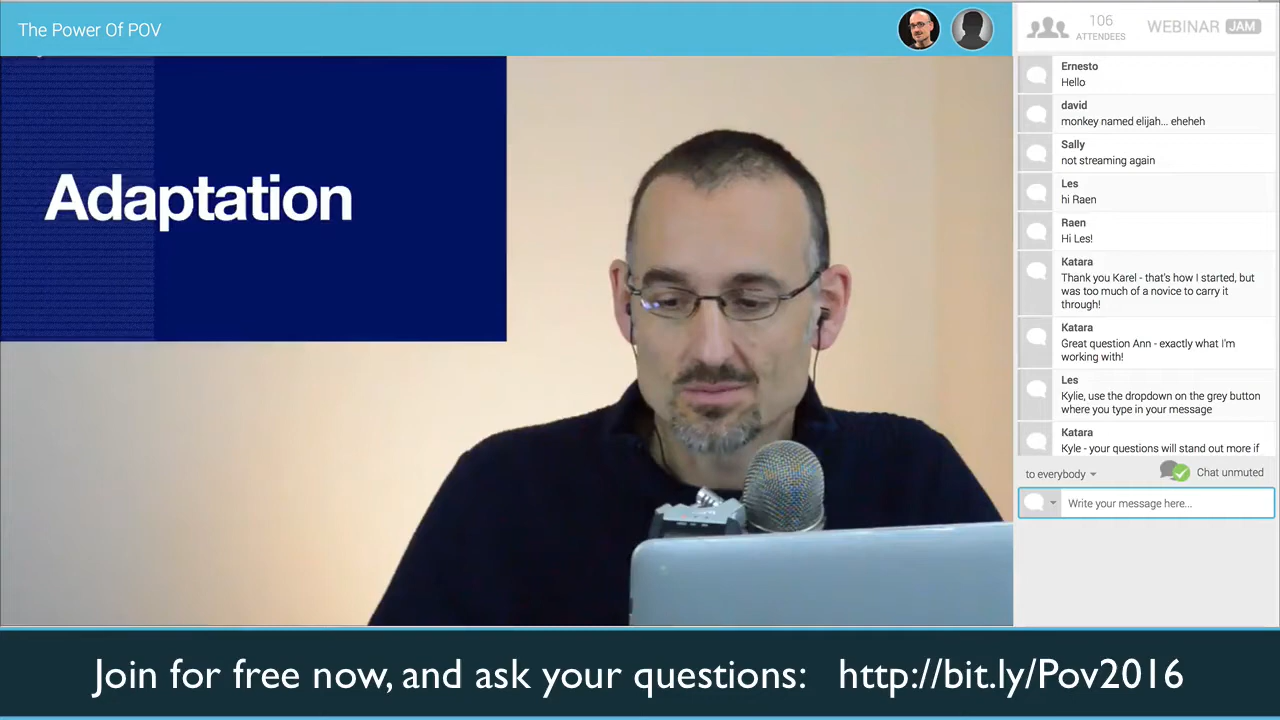 The Power Of POV
106
ATTENDEES
WEBINAR JAM
Adaptation
Ernesto
Hello
david
monkey named elijah... eheheh
Sally
not streaming again
Les
hi Raen
Raen
Hi Les!
Katara
Thank you Karel - that's how I started, but
was too much of a novice to carry it
through!
Katara
Great question Ann - exactly what I'm
working with!
Les
Kylie, use the dropdown on the grey button
where you type in your message
Katara
Kyle - your questions will stand out more if
to everybody
Chat unmuted
Write your message here...
Join for free now, and ask your questions: http://bit.ly/Pov2016